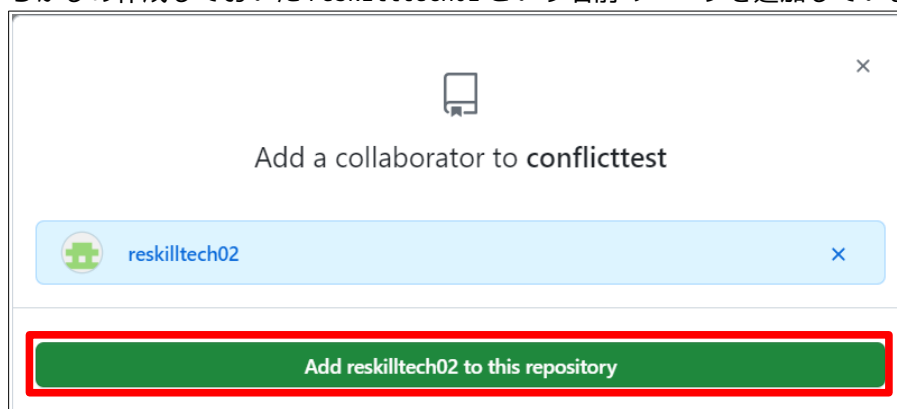 Add a collaborator to conflicttest
reskilltech02
Add reskilltech02 to this repository